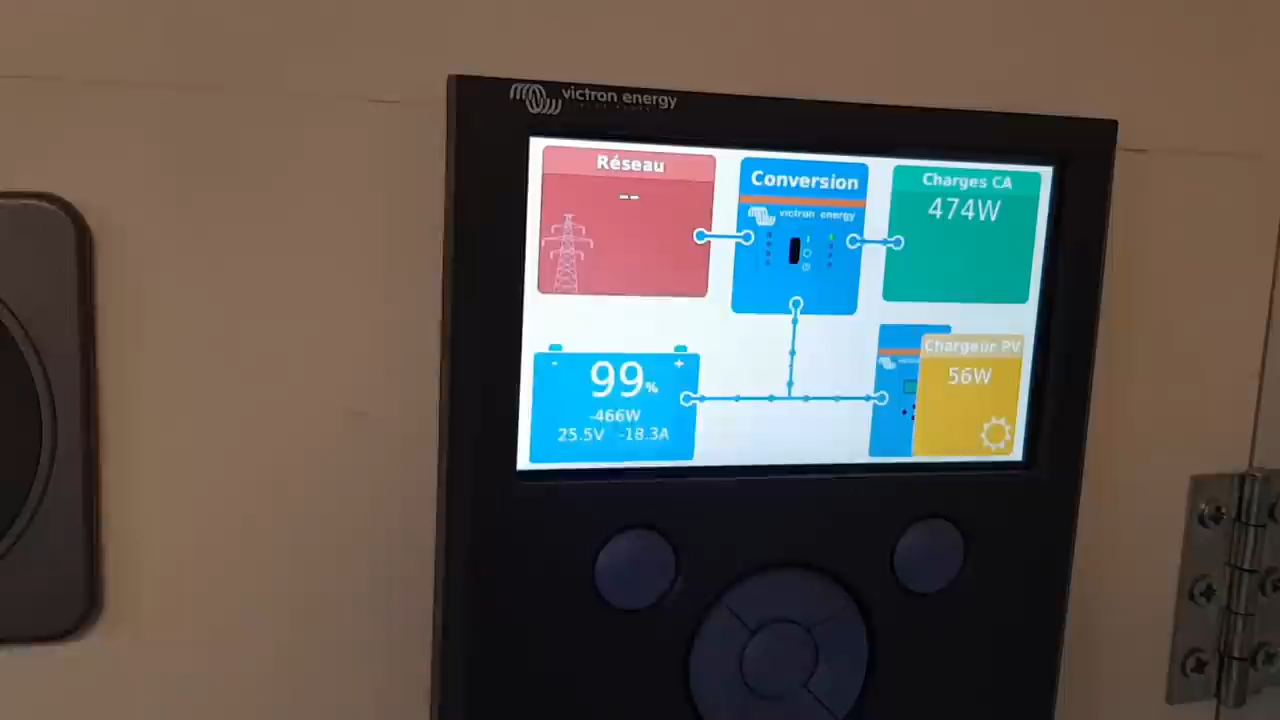 victron energy
Réseau
--
Conversion
victron energy
Charges CA
474W
- +
99%
-466W
25.5V -18.3A
Chargeur PV
56W